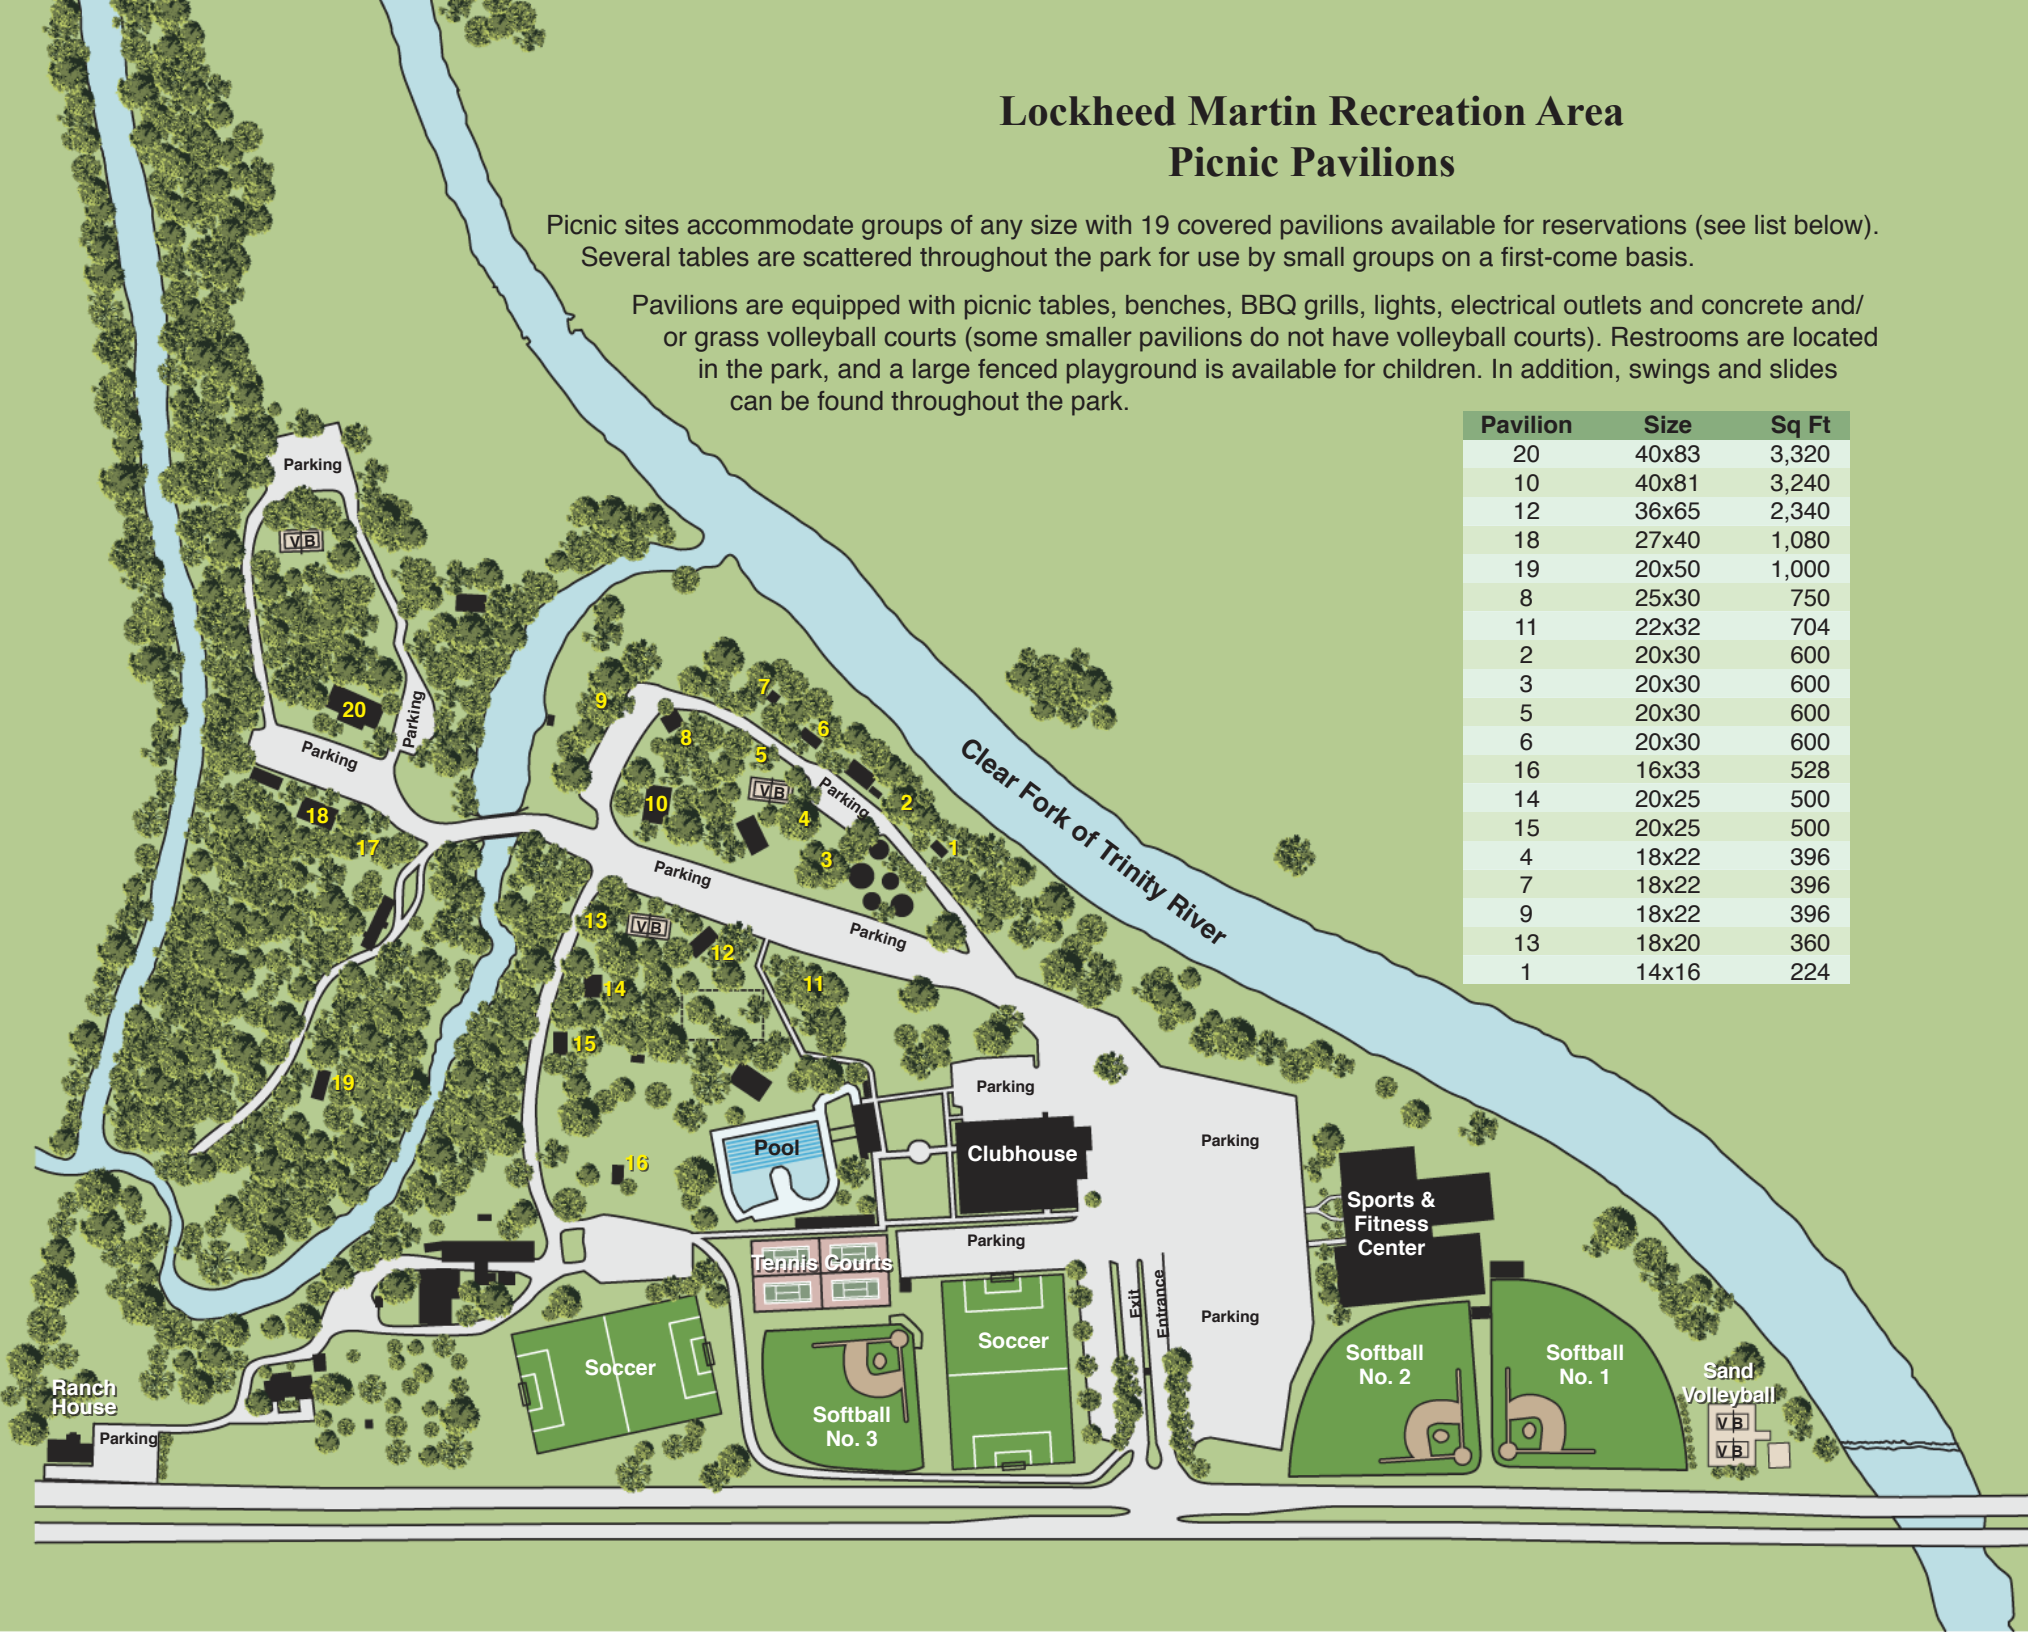 Lockheed Martin Recreation Area
Picnic Pavilions
Picnic sites accommodate groups of any size with 19 covered pavilions available for reservations (see list below).
Several tables are scattered throughout the park for use by small groups on a first-come basis.
Pavilions are equipped with picnic tables, benches, BBQ grills, lights, electrical outlets and concrete and/
or grass volleyball courts (some smaller pavilions do not have volleyball courts). Restrooms are located
in the park, and a large fenced playground is available for children. In addition, swings and slides
can be found throughout the park.
Pavilion Size Sq Ft
20 40x83 3,320
10 40x81 3,240
12 36x65 2,340
18 27x40 1,080
19 20x50 1,000
8 25x30 750
11 22x32 704
2 20x30 600
3 20x30 600
5 20x30 600
6 20x30 600
16 16x33 528
14 20x25 500
15 20x25 500
4 18x22 396
7 18x22 396
9 18x22 396
13 18x20 360
1 14x16 224
Parking
VB
20
Parking
Parking
18
17
19
9
7
8
6
5
VB
Parking
10
4
2
3
1
Clear Fork of Trinity River
Parking
Parking
13
VB
12
14
11
15
16
Pool
Parking
Clubhouse
Parking
Parking
Sports &
Fitness
Center
Tennis Courts
Exit
Entrance
Parking
Soccer
Soccer
Softball
No. 3
Softball
No. 2
Softball
No. 1
Sand
Volleyball
VB
VB
Ranch
House
Parking